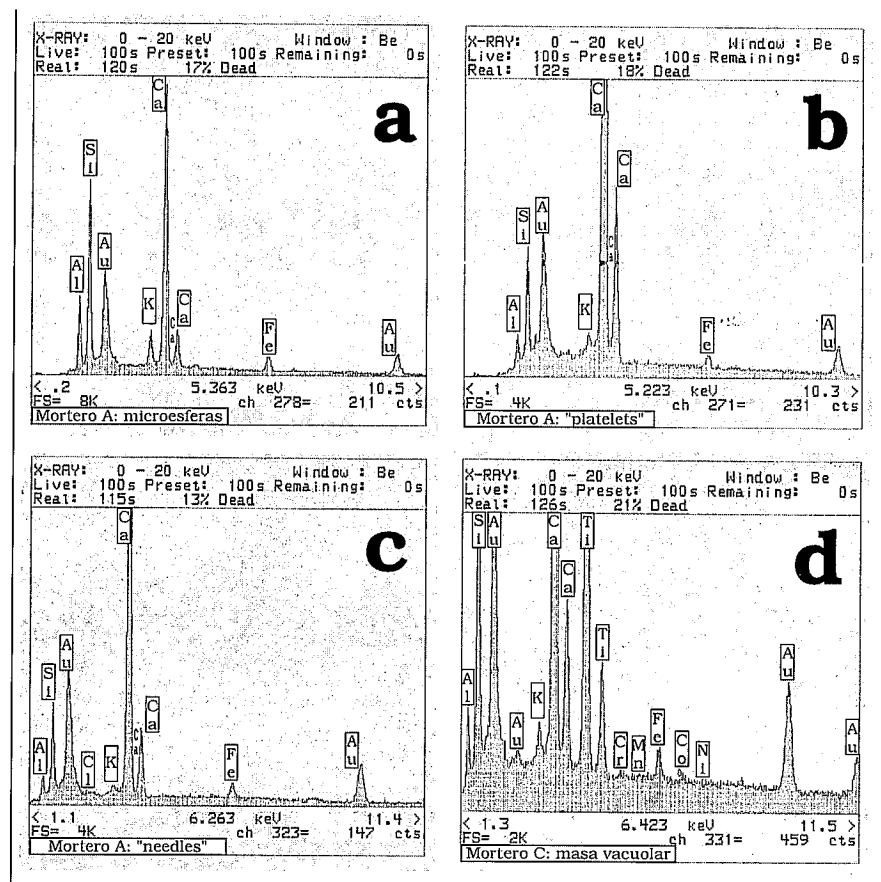 X-RAY: 0 - 20 keV Window : Be
Live: 100s Preset: 100s Remaining: 0s
Real: 120s 17% Dead
a
Ca
Si
Au
Al
K
Ca
Ca
Fe
Au
< .2 5.363 keV 10.5 >
FS= 8K ch 278= 211 cts
Mortero A: microesferas
X-RAY: 0 - 20 keV Window : Be
Live: 100s Preset: 100s Remaining: 0s
Real: 122s 18% Dead
b
Ca
Ca
Si
Au
Ca
Al
K
Fe
Au
< .1 5.223 keV 10.3 >
FS= 4K ch 271= 231 cts
Mortero A: "platelets"
X-RAY: 0 - 20 keV Window : Be
Live: 100s Preset: 100s Remaining: 0s
Real: 115s 13% Dead
c
Ca
Au
Si
Ca
Ca
Al
Cl
K
Fe
Au
< 1.1 6.263 keV 11.4 >
FS= 4K ch 323= 147 cts
Mortero A: "needles"
X-RAY: 0 - 20 keV Window : Be
Live: 100s Preset: 100s Remaining: 0s
Real: 126s 21% Dead
d
Si
Au
Ca
Ti
Ca
Ti
Al
Au
K
Cr
Mn
Fe
Co
Ni
Au
Au
< 1.3 6.423 keV 11.5 >
FS= 2K ch 331= 459 cts
Mortero C: masa vacuolar